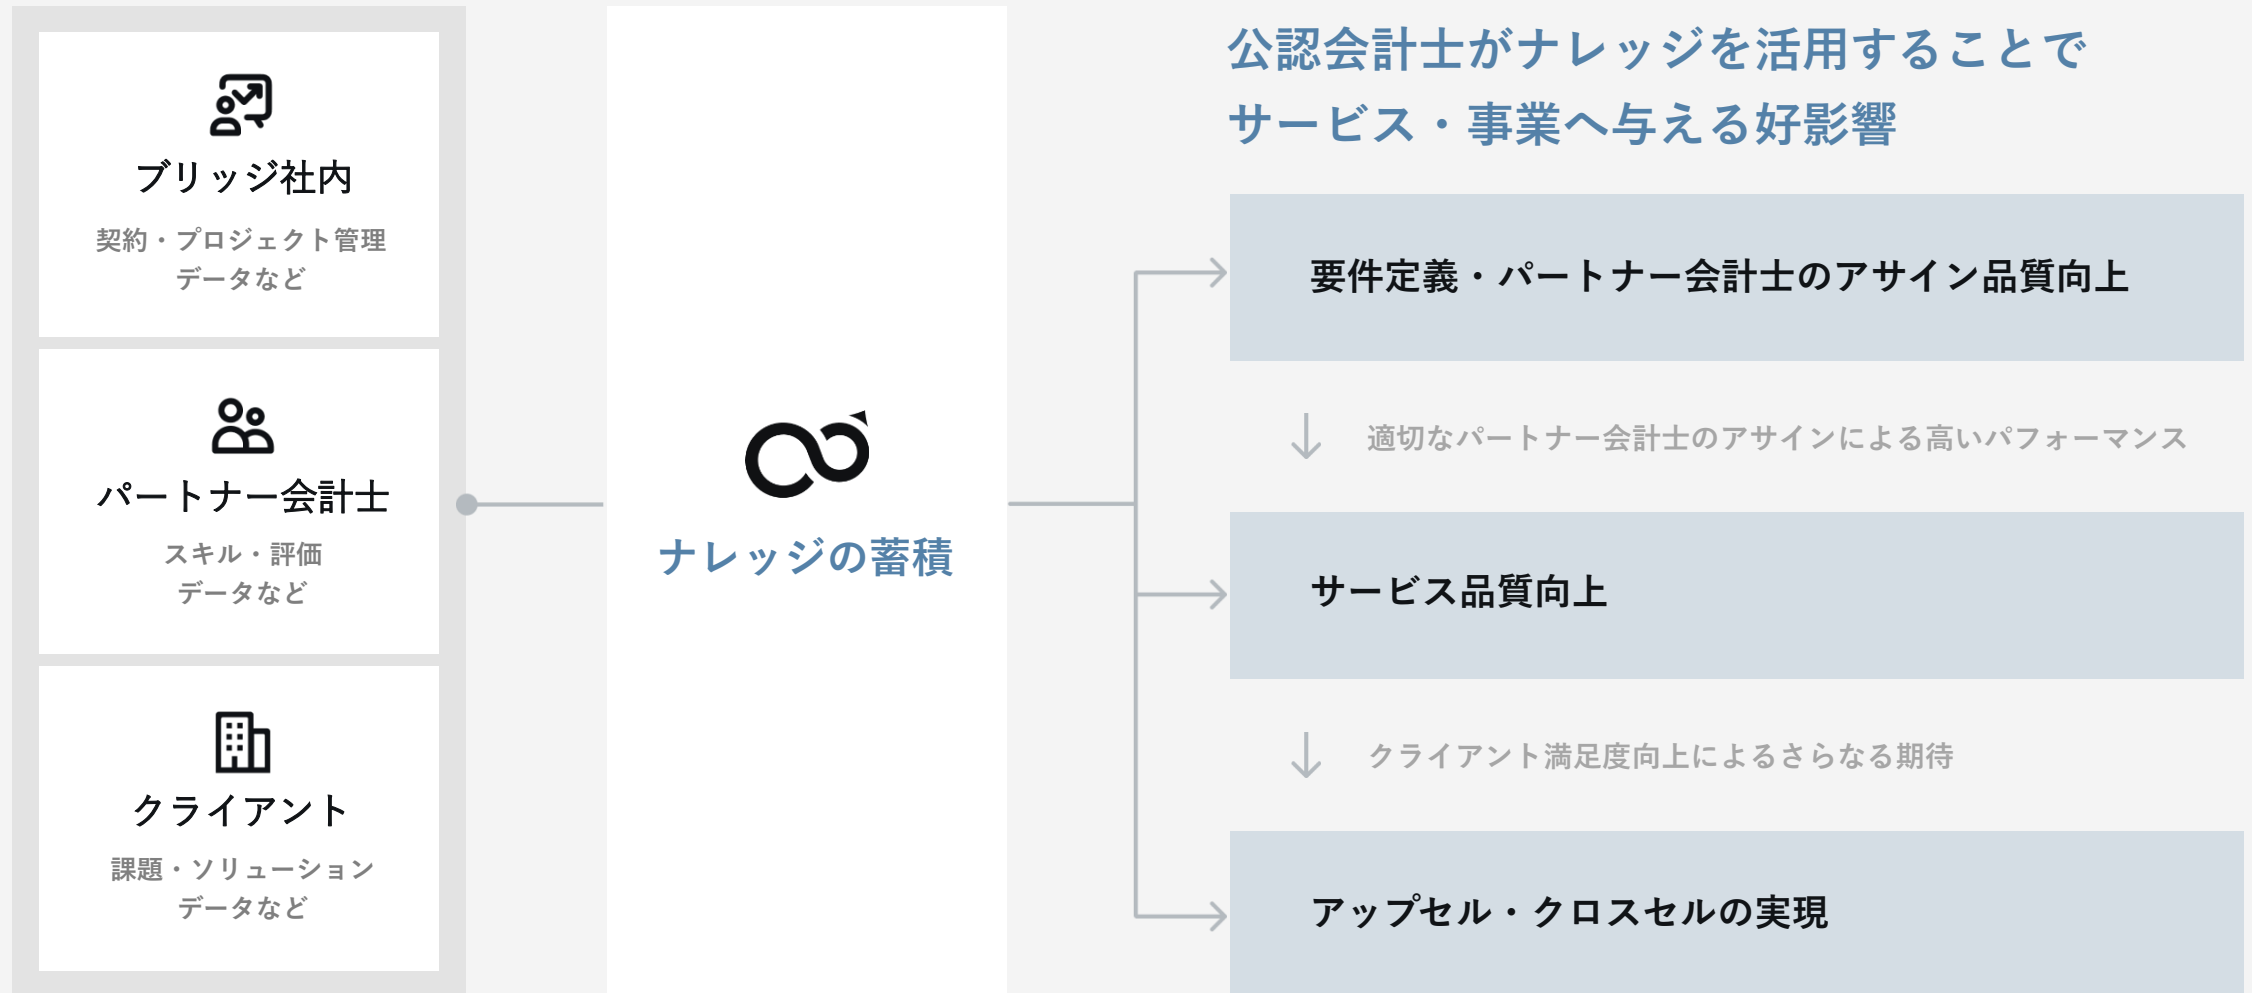 ブリッジ社内
契約・プロジェクト管理
データなど
パートナー会計士
スキル・評価
データなど
クライアント
課題・ソリューション
データなど
ナレッジの蓄積
公認会計士がナレッジを活用することで
サービス・事業へ与える好影響
要件定義・パートナー会計士のアサイン品質向上
適切なパートナー会計士のアサインによる高いパフォーマンス
サービス品質向上
クライアント満足度向上によるさらなる期待
アップセル・クロスセルの実現